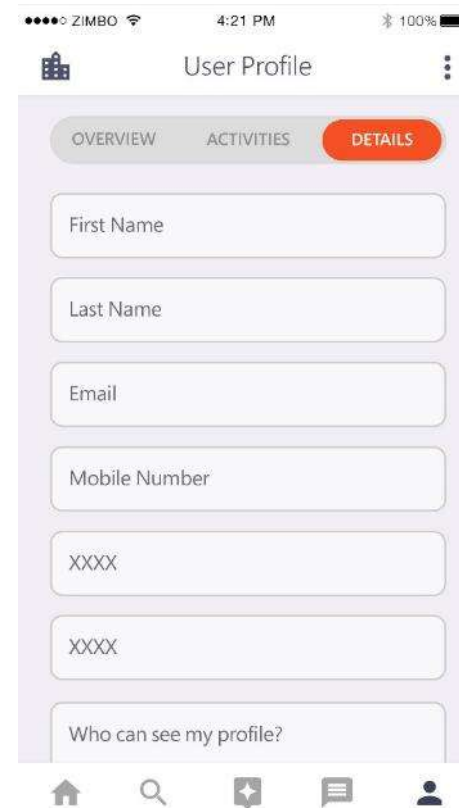 ZIMBO 4:21 PM 100%
User Profile
OVERVIEW ACTIVITIES DETAILS
First Name
Last Name
Email
Mobile Number
XXXX
XXXX
Who can see my profile?